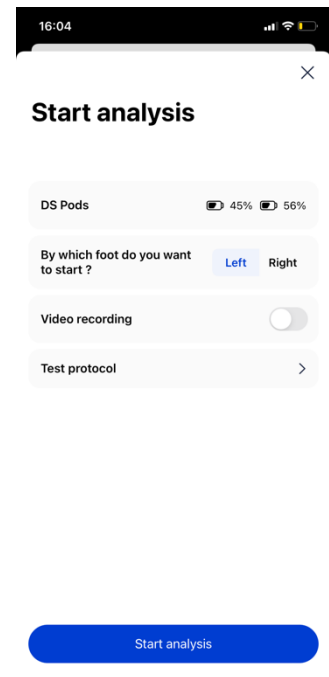 16:04
Start analysis
DS Pods 45% 56%
By which foot do you want
to start ? Left Right
Video recording
Test protocol
Start analysis